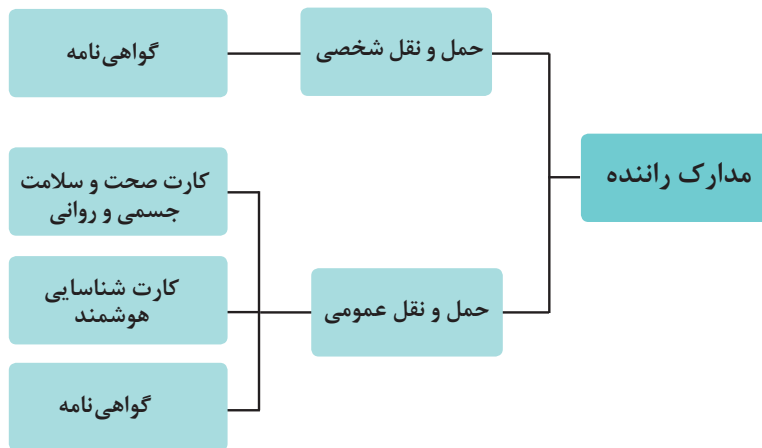 مدارک راننده
حمل و نقل شخصی
گواهی‌نامه
حمل و نقل عمومی
کارت صحت و سلامت
جسمی و روانی
کارت شناسایی
هوشمند
گواهی‌نامه